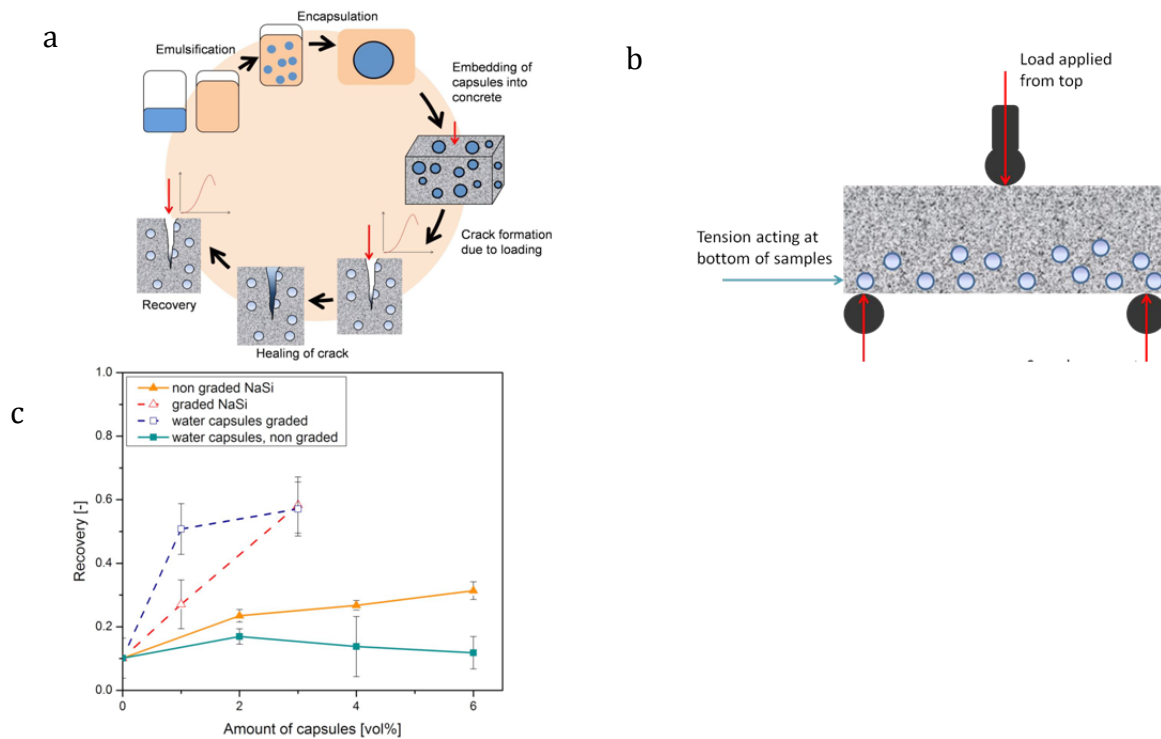 a
Emulsification
Encapsulation
Embedding of
capsules into
concrete
Crack formation
due to loading
Healing of crack
Recovery
b
Load applied
from top
Tension acting at
bottom of samples
c
non graded NaSi
graded NaSi
water capsules graded
water capsules, non graded
Recovery [-]
1.0
0.8
0.6
0.4
0.2
0.0
0
2
4
6
Amount of capsules [vol%]